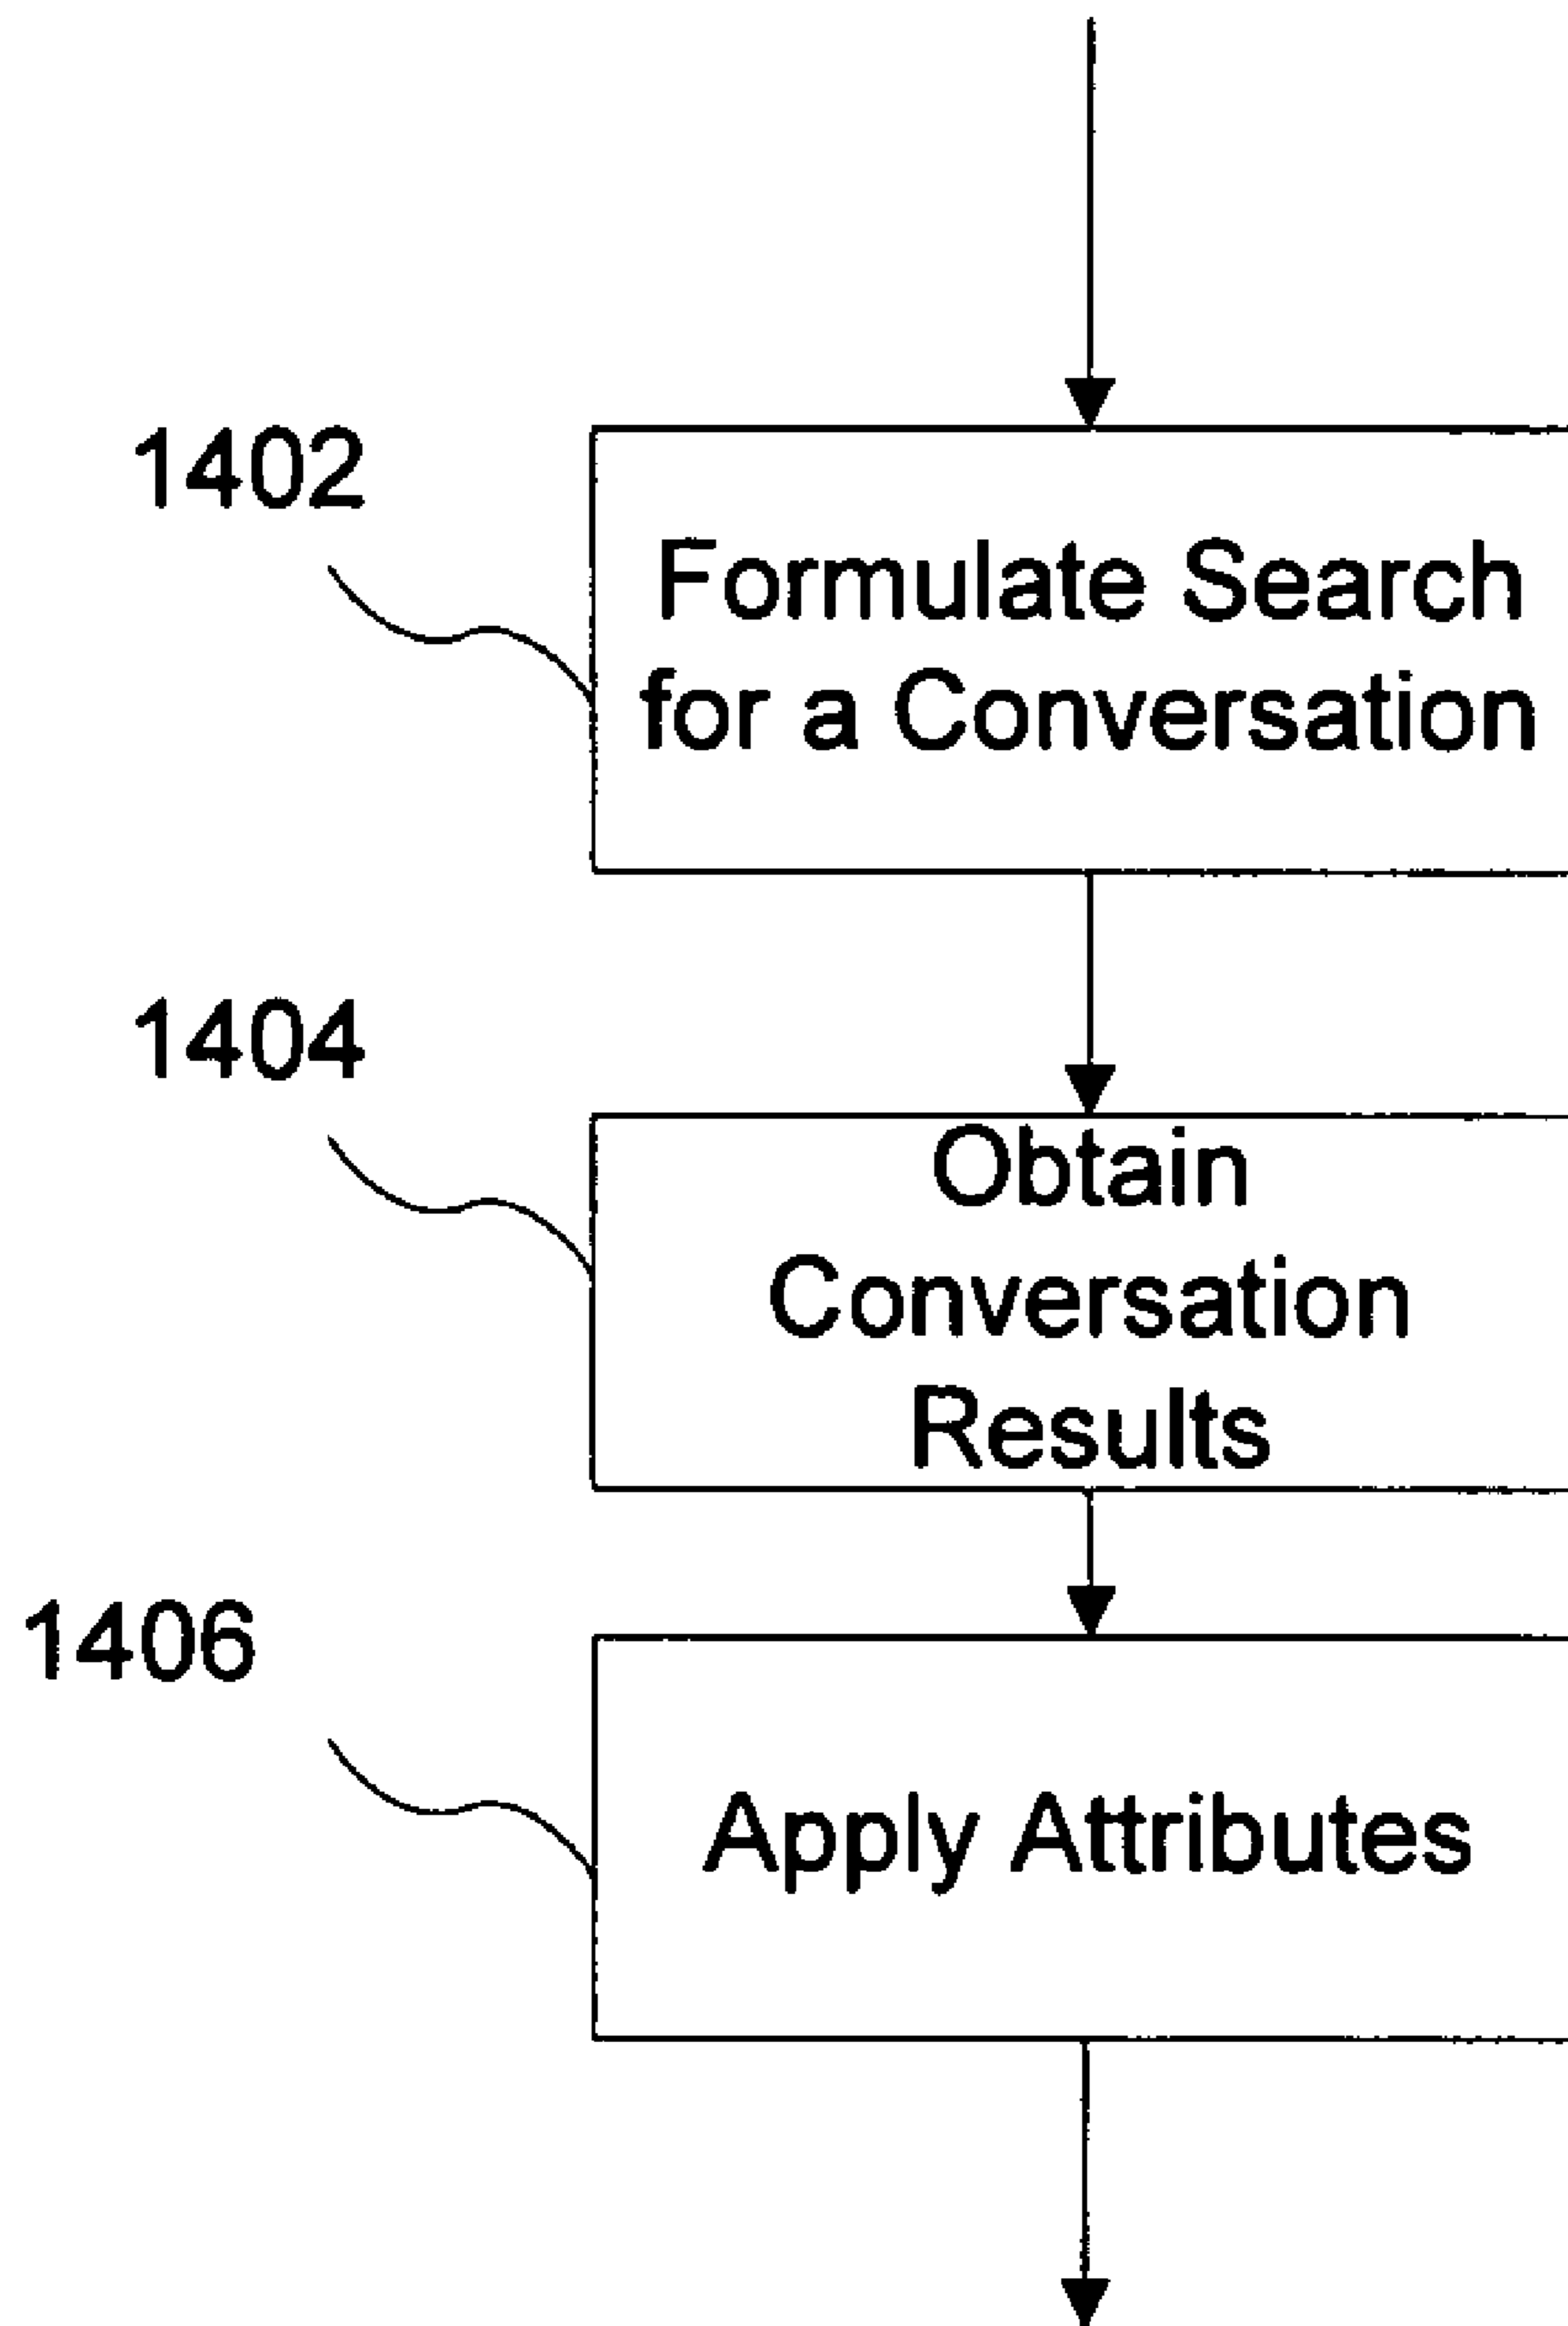 1402
Formulate Search
for a Conversation
1404
Obtain
Conversation
Results
1406
Apply Attributes